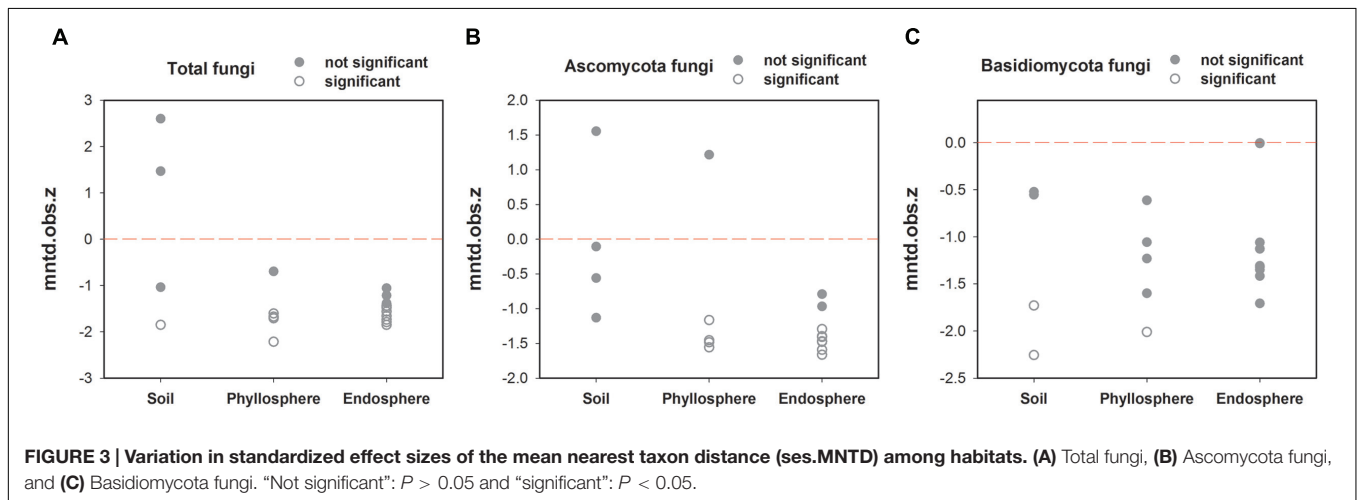 A
Total fungi
not significant
significant
3
2
1
0
-1
-2
-3
mntd.obs.z
Soil Phyllosphere Endosphere
B
Ascomycota fungi
not significant
significant
2.0
1.5
1.0
0.5
0.0
-0.5
-1.0
-1.5
-2.0
mntd.obs.z
Soil Phyllosphere Endosphere
C
Basidiomycota fungi
not significant
significant
0.0
-0.5
-1.0
-1.5
-2.0
-2.5
mntd.obs.z
Soil Phyllosphere Endosphere
FIGURE 3 | Variation in standardized effect sizes of the mean nearest taxon distance (ses.MNTD) among habitats. (A) Total fungi, (B) Ascomycota fungi,
and (C) Basidiomycota fungi. “Not significant”: P > 0.05 and “significant”: P < 0.05.